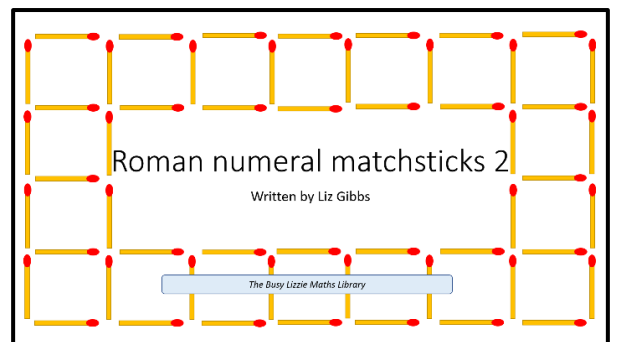 Roman numeral matchsticks 2
Written by Liz Gibbs
The Busy Lizzie Maths Library